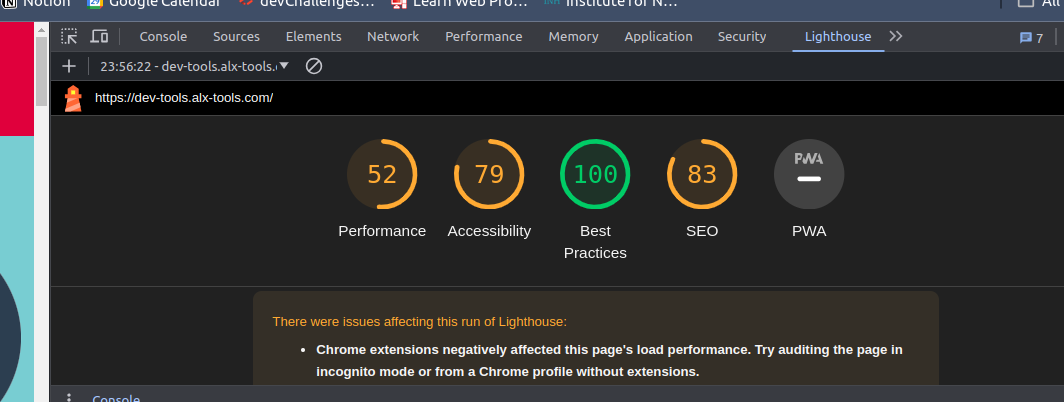 Notion Google Calendar devChallenges... Learn Web Pro... Institute for N... All
Console Sources Elements Network Performance Memory Application Security Lighthouse 7
23:56:22 - dev-tools.alx-tools.
https://dev-tools.alx-tools.com/
52 79 100 83 PWA
Performance Accessibility Best Practices SEO PWA
There were issues affecting this run of Lighthouse:
• Chrome extensions negatively affected this page's load performance. Try auditing the page in
incognito mode or from a Chrome profile without extensions.
Console